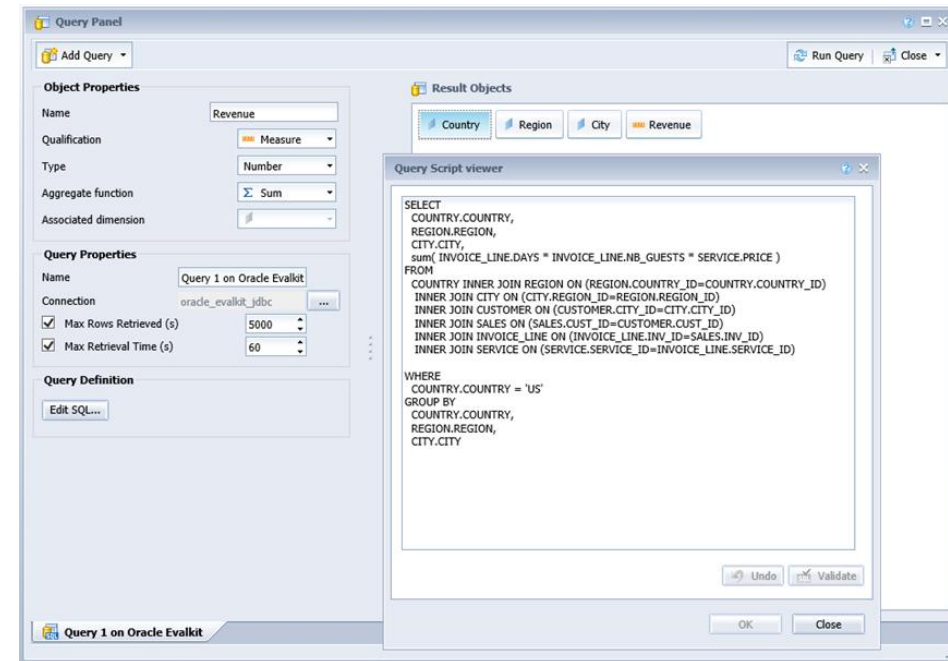 Query Panel
Add Query
Run Query
Close
Object Properties
Name
Revenue
Qualification
Measure
Type
Number
Aggregate function
Σ Sum
Associated dimension
Query Properties
Name
Query 1 on Oracle Evalkit
Connection
oracle_evalkit_jdbc
...
Max Rows Retrieved (s)
5000
Max Retrieval Time (s)
60
Query Definition
Edit SQL...
Result Objects
Country
Region
City
Revenue
Query Script viewer
SELECT
COUNTRY.COUNTRY,
REGION.REGION,
CITY.CITY,
sum( INVOICE_LINE.DAYS * INVOICE_LINE.NB_GUESTS * SERVICE.PRICE )
FROM
COUNTRY INNER JOIN REGION ON (REGION.COUNTRY_ID=COUNTRY.COUNTRY_ID)
INNER JOIN CITY ON (CITY.REGION_ID=REGION.REGION_ID)
INNER JOIN CUSTOMER ON (CUSTOMER.CITY_ID=CITY.CITY_ID)
INNER JOIN SALES ON (SALES.CUST_ID=CUSTOMER.CUST_ID)
INNER JOIN INVOICE_LINE ON (INVOICE_LINE.INV_ID=SALES.INV_ID)
INNER JOIN SERVICE ON (SERVICE.SERVICE_ID=INVOICE_LINE.SERVICE_ID)
WHERE
COUNTRY.COUNTRY = 'US'
GROUP BY
COUNTRY.COUNTRY,
REGION.REGION,
CITY.CITY
Undo
Validate
OK
Close
Query 1 on Oracle Evalkit